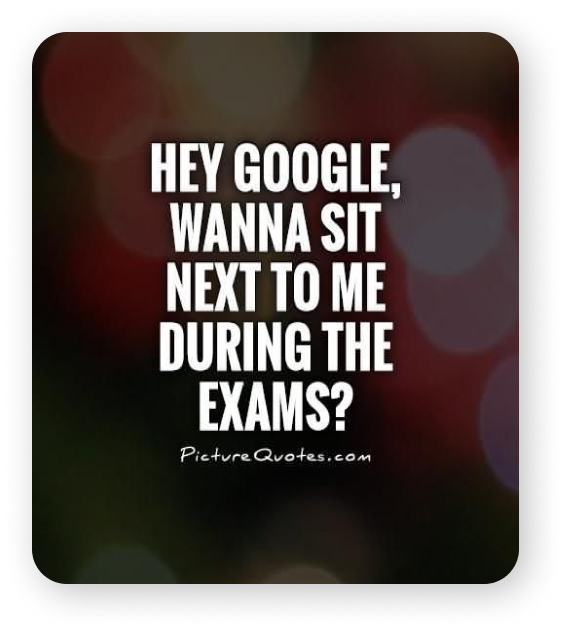 HEY GOOGLE,
WANNA SIT
NEXT TO ME
DURING THE
EXAMS?
PictureQuotes.com